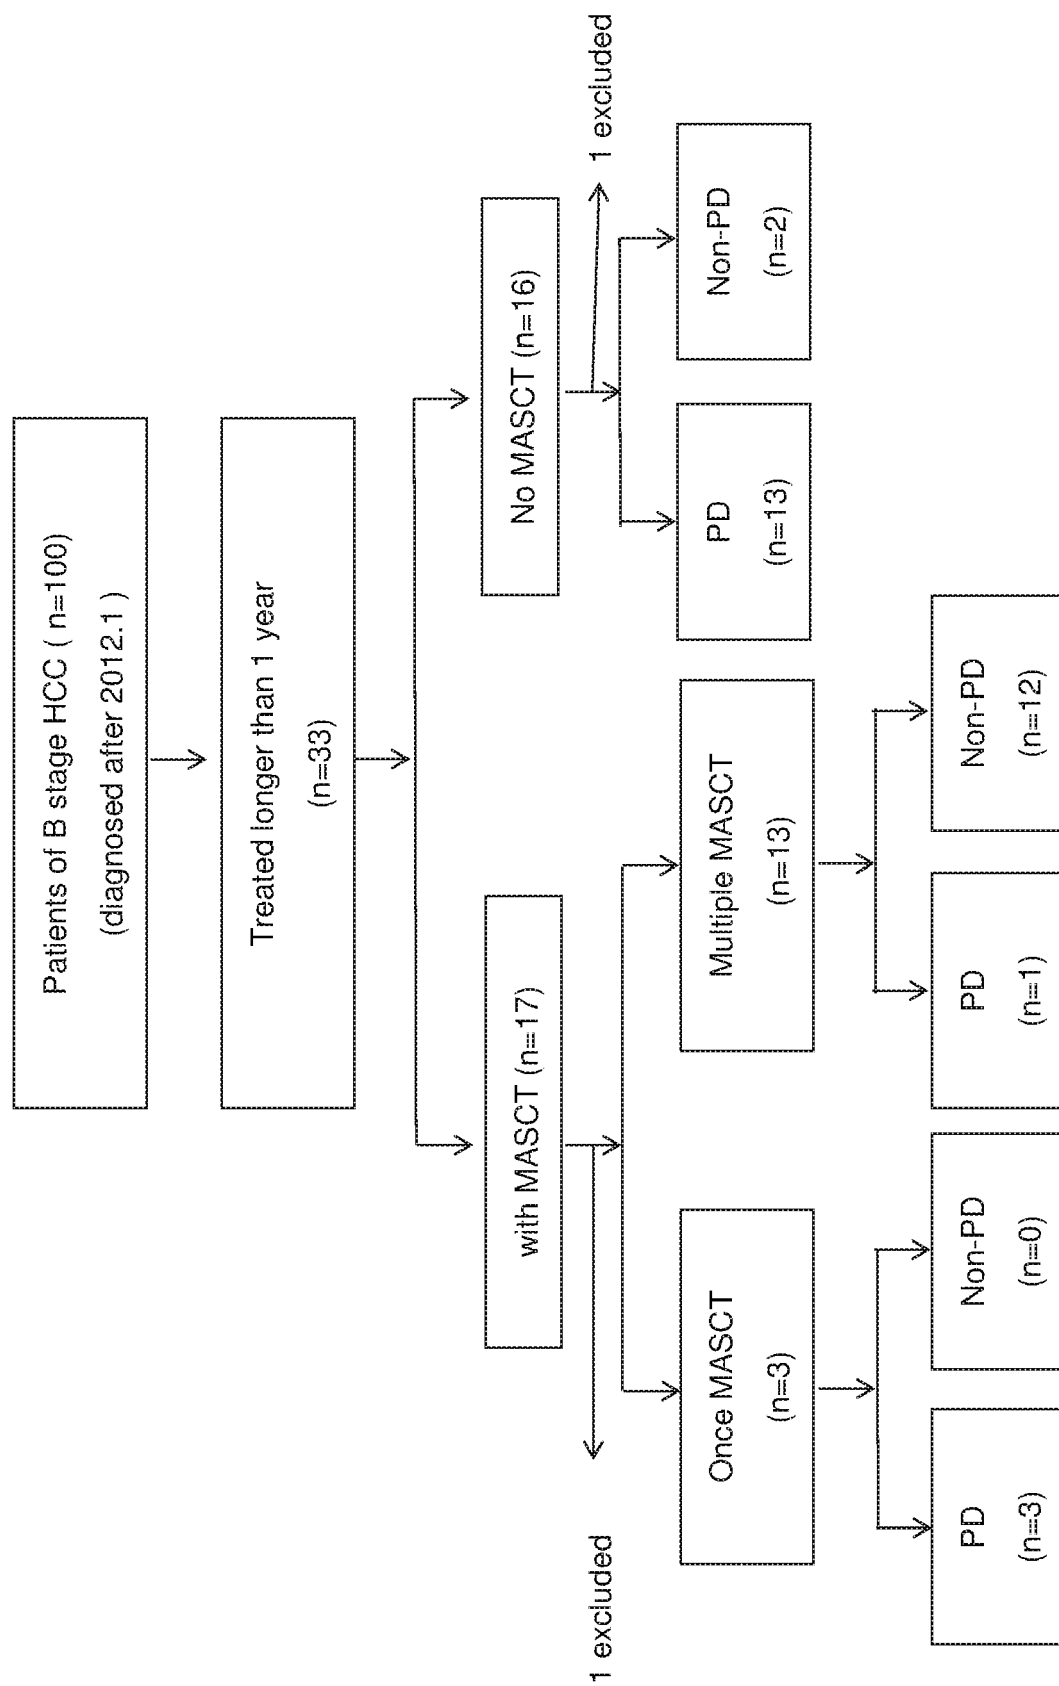 Patients of B stage HCC ( n=100)
(diagnosed after 2012.1 )
Treated longer than 1 year
(n=33)
with MASCT (n=17)
No MASCT (n=16)
1 excluded
1 excluded
Once MASCT
(n=3)
Multiple MASCT
(n=13)
PD
(n=13)
Non-PD
(n=2)
PD
(n=3)
Non-PD
(n=0)
PD
(n=1)
Non-PD
(n=12)